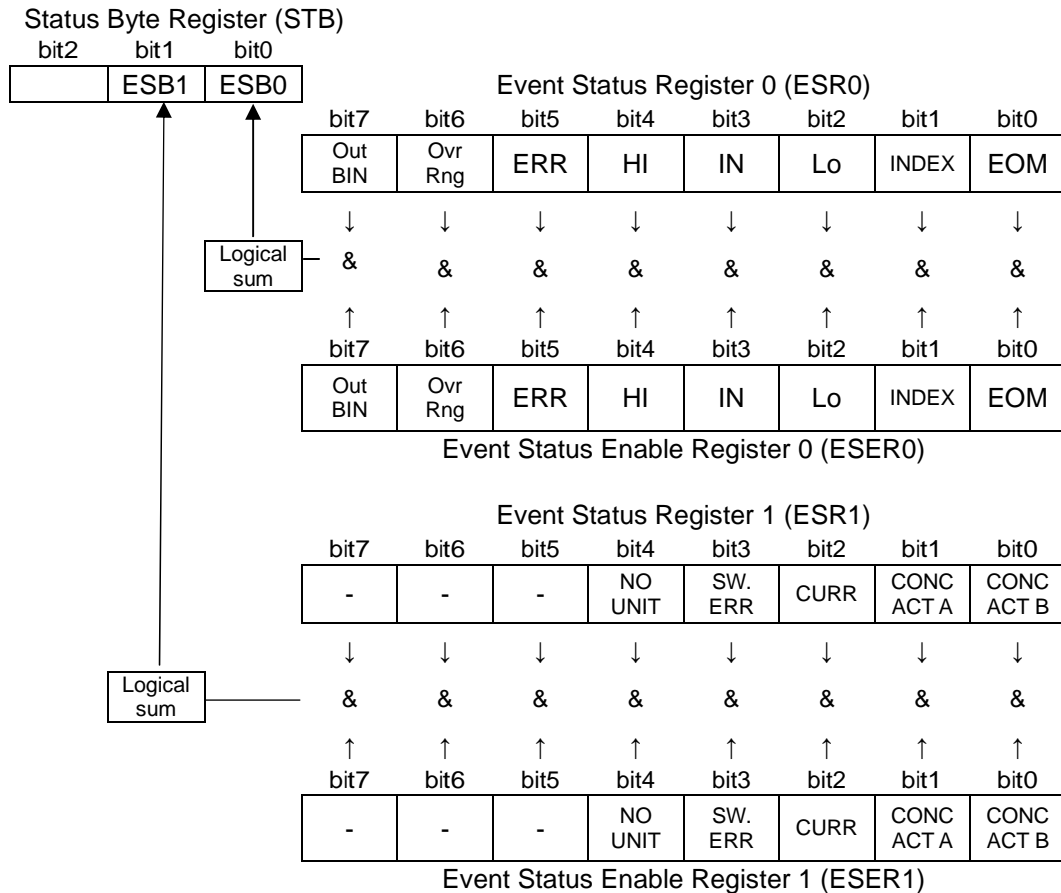 Status Byte Register (STB)
bit2 bit1 bit0
ESB1 ESB0
Event Status Register 0 (ESR0)
bit7 bit6 bit5 bit4 bit3 bit2 bit1 bit0
Out BIN Ovr Rng ERR HI IN Lo INDEX EOM
↓ ↓ ↓ ↓ ↓ ↓ ↓ ↓
Logical sum & & & & & & & &
↑ ↑ ↑ ↑ ↑ ↑ ↑ ↑
bit7 bit6 bit5 bit4 bit3 bit2 bit1 bit0
Out BIN Ovr Rng ERR HI IN Lo INDEX EOM
Event Status Enable Register 0 (ESER0)
Event Status Register 1 (ESR1)
bit7 bit6 bit5 bit4 bit3 bit2 bit1 bit0
- - - NO UNIT SW. ERR CURR CONC ACT A CONC ACT B
↓ ↓ ↓ ↓ ↓ ↓ ↓ ↓
Logical sum & & & & & & & &
↑ ↑ ↑ ↑ ↑ ↑ ↑ ↑
bit7 bit6 bit5 bit4 bit3 bit2 bit1 bit0
- - - NO UNIT SW. ERR CURR CONC ACT A CONC ACT B
Event Status Enable Register 1 (ESER1)